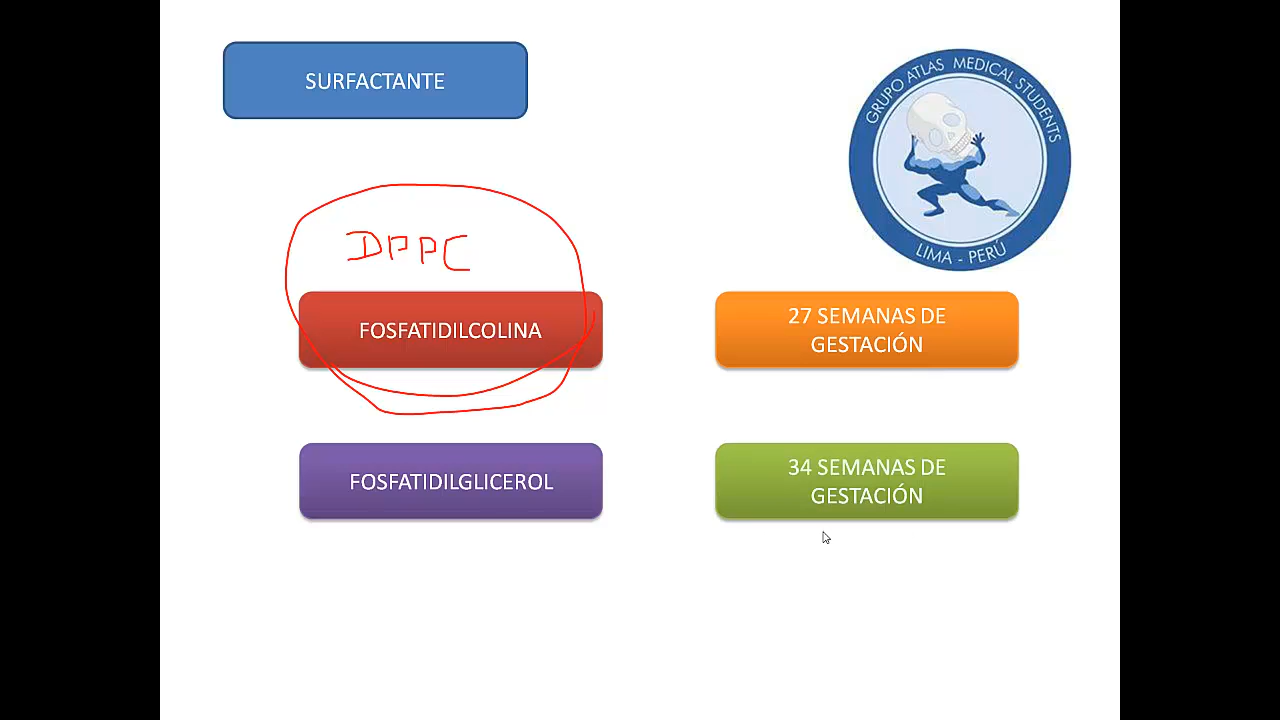 SURFACTANTE
GRUPO ATLAS MEDICAL STUDENTS
LIMA - PERÚ
DPPC
FOSFATIDILCOLINA
27 SEMANAS DE
GESTACIÓN
FOSFATIDILGLICEROL
34 SEMANAS DE
GESTACIÓN